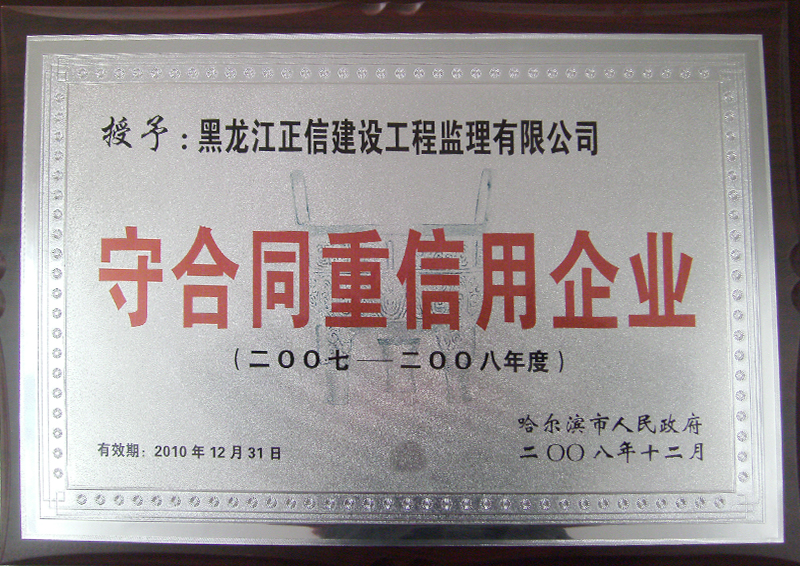 授予:黑龙江正信建设工程监理有限公司
守合同重信用企业
(二〇〇七——二〇〇八年度)
哈尔滨市人民政府
有效期:2010年12月31日
二〇〇八年十二月